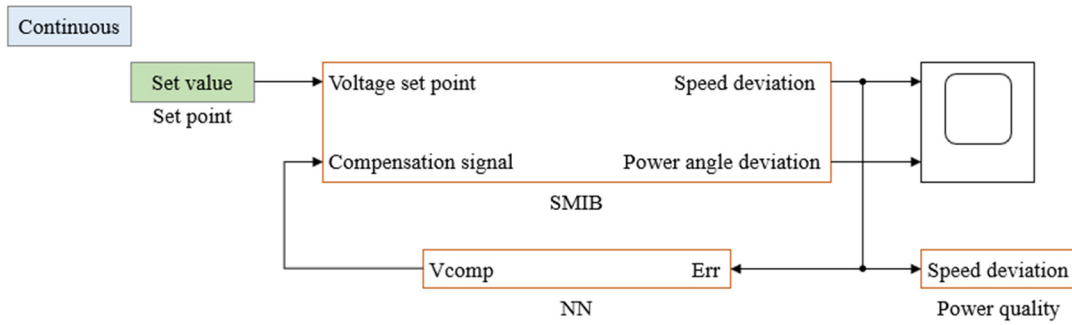 Continuous
Set value
Set point
Voltage set point
Speed deviation
Compensation signal
Power angle deviation
SMIB
Vcomp
Err
NN
Speed deviation
Power quality